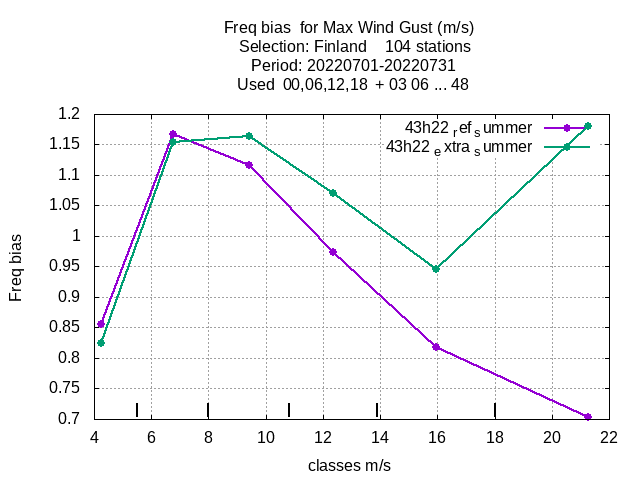 Freq bias  for Max Wind Gust (m/s)
Selection: Finland    104 stations
Period: 20220701-20220731
Used  00,06,12,18  + 03 06 ... 48
1.2
1.15
1.1
1.05
1
0.95
0.9
0.85
0.8
0.75
0.7
Freq bias
43h22 ref summer
43h22 extra summer
4 6 8 10 12 14 16 18 20 22
classes m/s